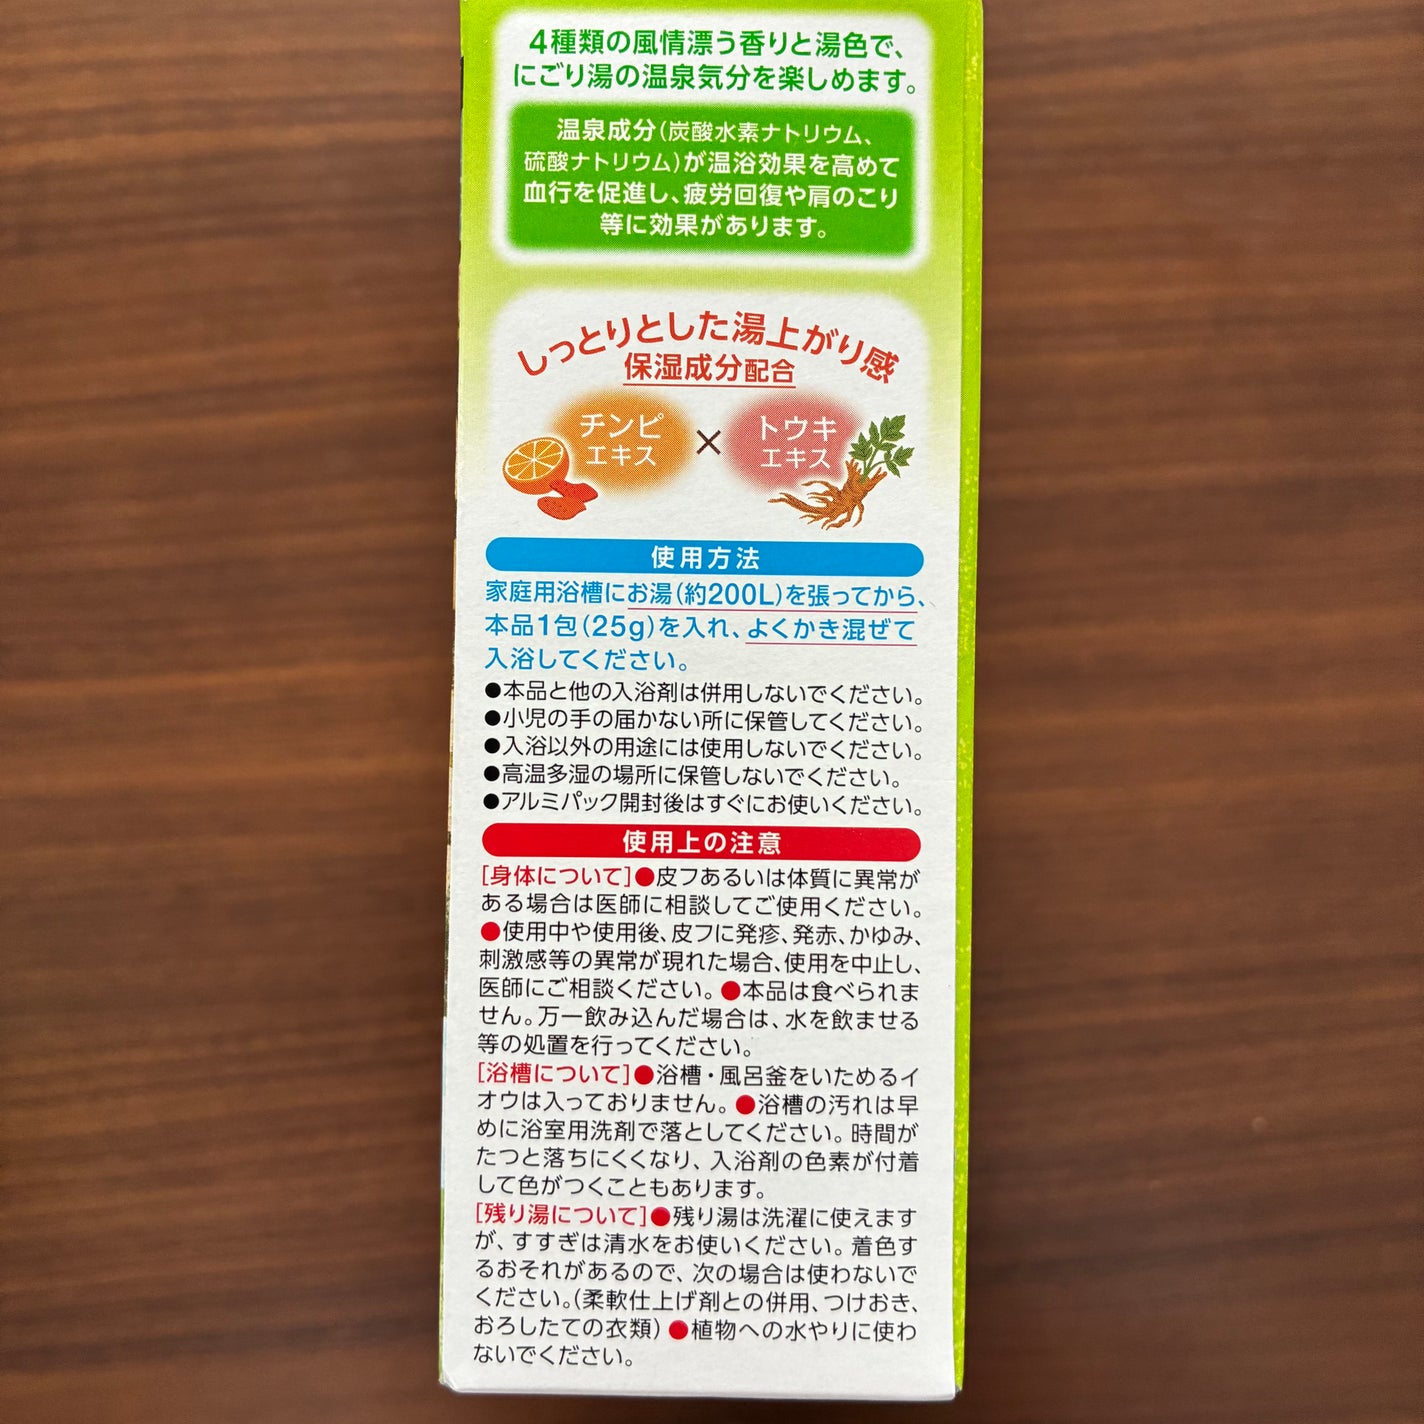 4種類の風情漂う香りと湯色で、
にごり湯の温泉気分を楽しめます。
温泉成分(炭酸水素ナトリウム、
硫酸ナトリウム)が温浴効果を高めて
血行を促進し、疲労回復や肩のこり
等に効果があります。
しっとりとした湯上がり感
保湿成分配合
チンピ
エキス
×
トウキ
エキス
使用方法
家庭用浴槽にお湯(約200L)を張ってから、
本品1包(25g)を入れ、よくかき混ぜて
入浴してください。
●本品と他の入浴剤は併用しないでください。
●小児の手の届かない所に保管してください。
●入浴以外の用途には使用しないでください。
●高温多湿の場所に保管しないでください。
●アルミパック開封後はすぐにお使いください。
使用上の注意
[身体について]●皮フあるいは体質に異常が
ある場合は医師に相談してご使用ください。
●使用中や使用後、皮フに発疹、発赤、かゆみ、
刺激感等の異常が現れた場合、使用を中止し、
医師にご相談ください。●本品は食べられま
せん。万一飲み込んだ場合は、水を飲ませる
等の処置を行ってください。
[浴槽について]●浴槽・風呂釜をいためるイ
オウは入っておりません。●浴槽の汚れは早
めに浴室用洗剤で落としてください。時間が
たつと落ちにくくなり、入浴剤の色素が付着
して色がつくこともあります。
[残り湯について]●残り湯は洗濯に使えます
が、すすぎは清水をお使いください。着色す
るおそれがあるので、次の場合は使わないで
ください。(柔軟仕上げ剤との併用、つけおき、
おろしたての衣類)●植物への水やりに使わ
ないでください。